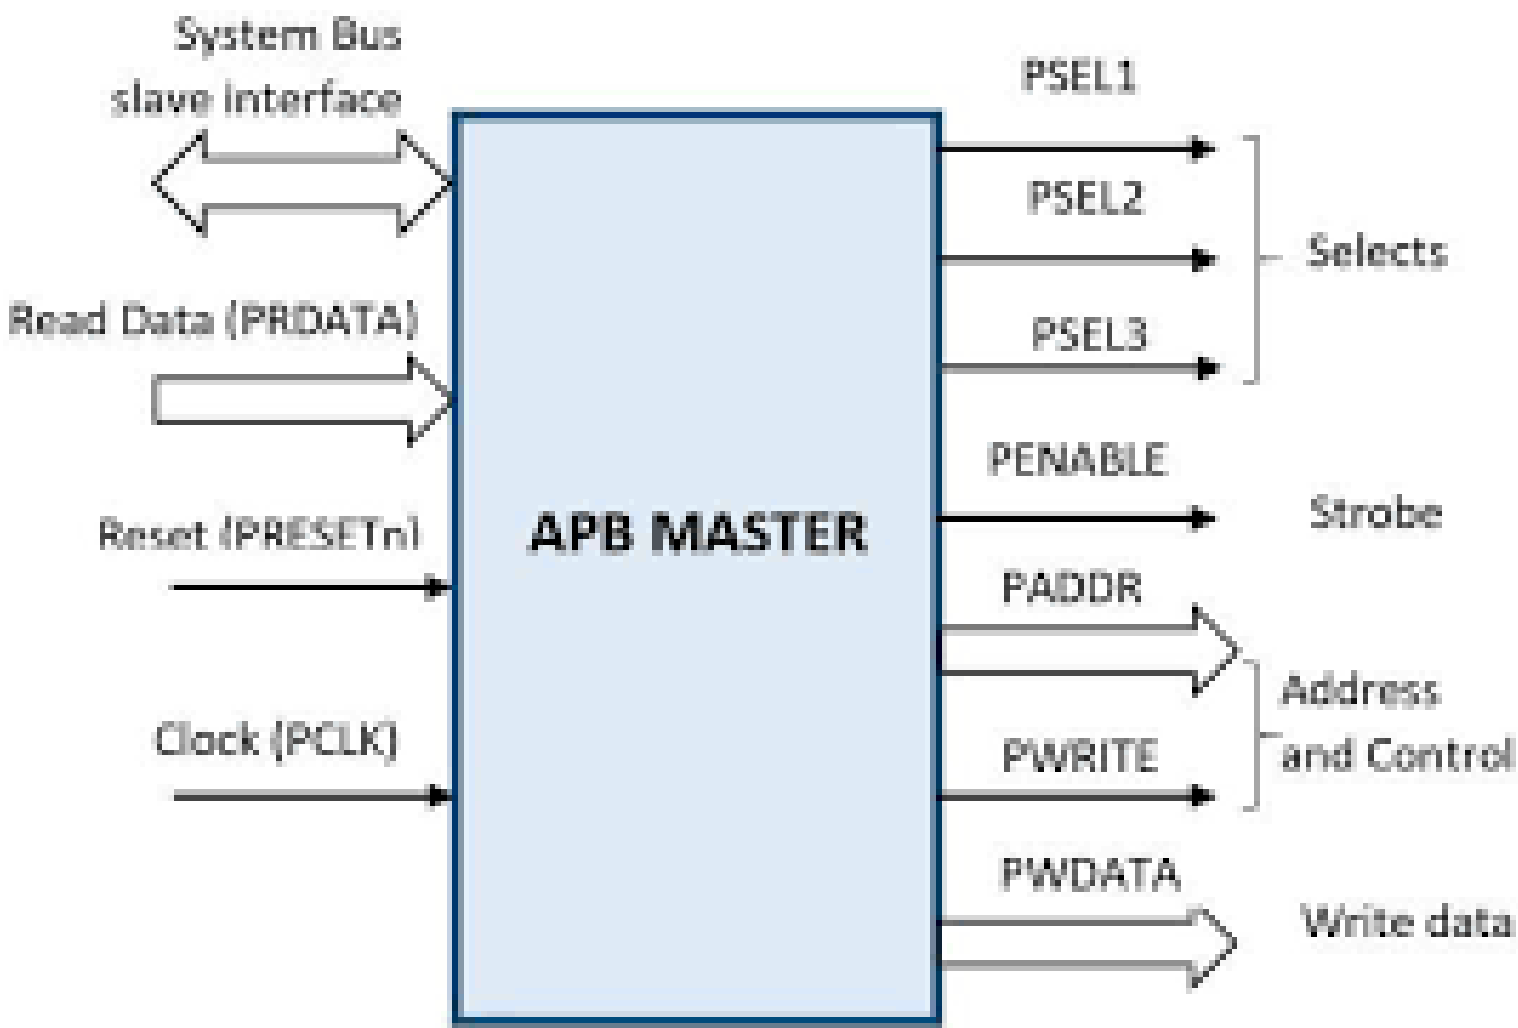 System Bus
slave interface
Read Data (PRDATA)
Reset (PRESETn)
Clock (PCLK)
APB MASTER
PSEL1
PSEL2
PSEL3
Selects
PENABLE
Strobe
PADDR
Address
and Control
PWRITE
PWDATA
Write data